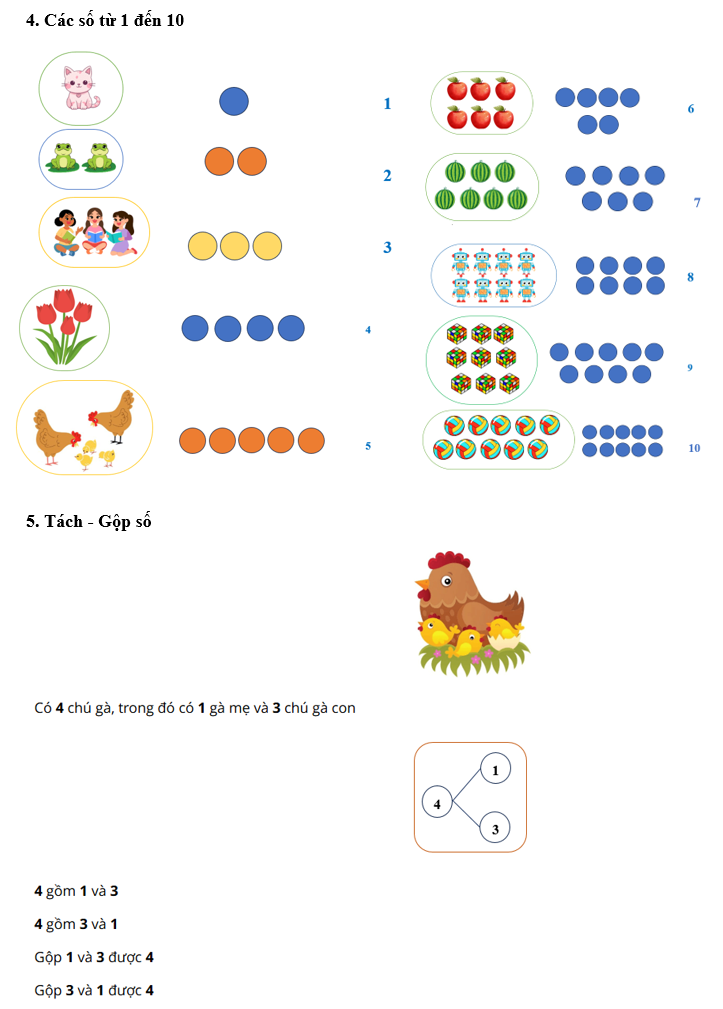 4. Các số từ 1 đến 10
1
2
3
4
5
6
7
8
9
10
5. Tách - Gộp số
Có 4 chú gà, trong đó có 1 gà mẹ và 3 chú gà con
1
4
3
4 gồm 1 và 3
4 gồm 3 và 1
Gộp 1 và 3 được 4
Gộp 3 và 1 được 4